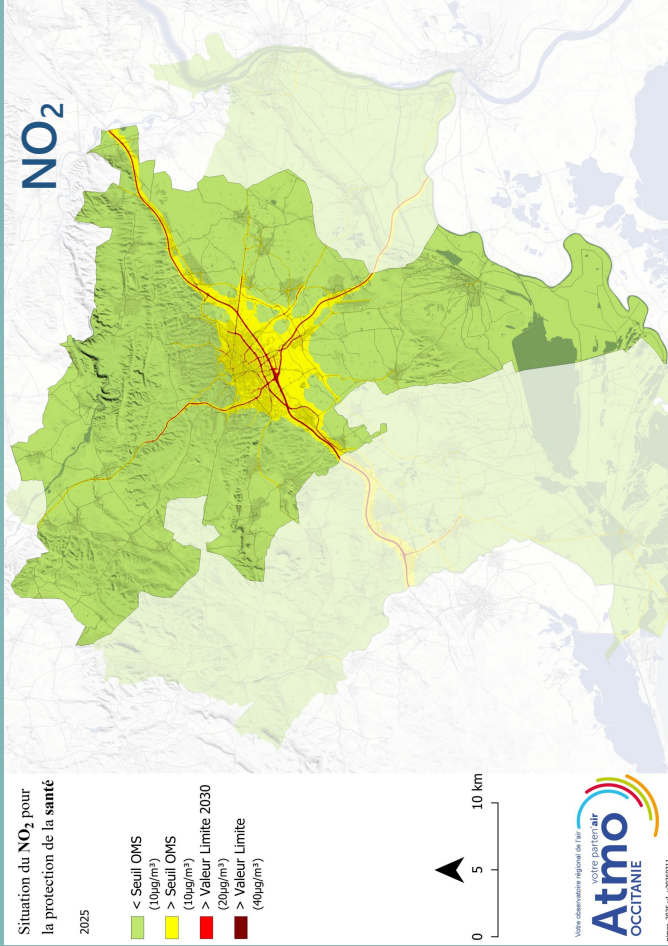 NO₂
Situation du NO₂ pour
la protection de la santé
2025
< Seuil OMS
(10µg/m³)
> Seuil OMS
(10µg/m³)
> Valeur Limite 2030
(20µg/m³)
> Valeur Limite
(40µg/m³)
0 5 10 km
Votre observatoire régional de l'air
votre parten'air
Atmo
OCCITANIE